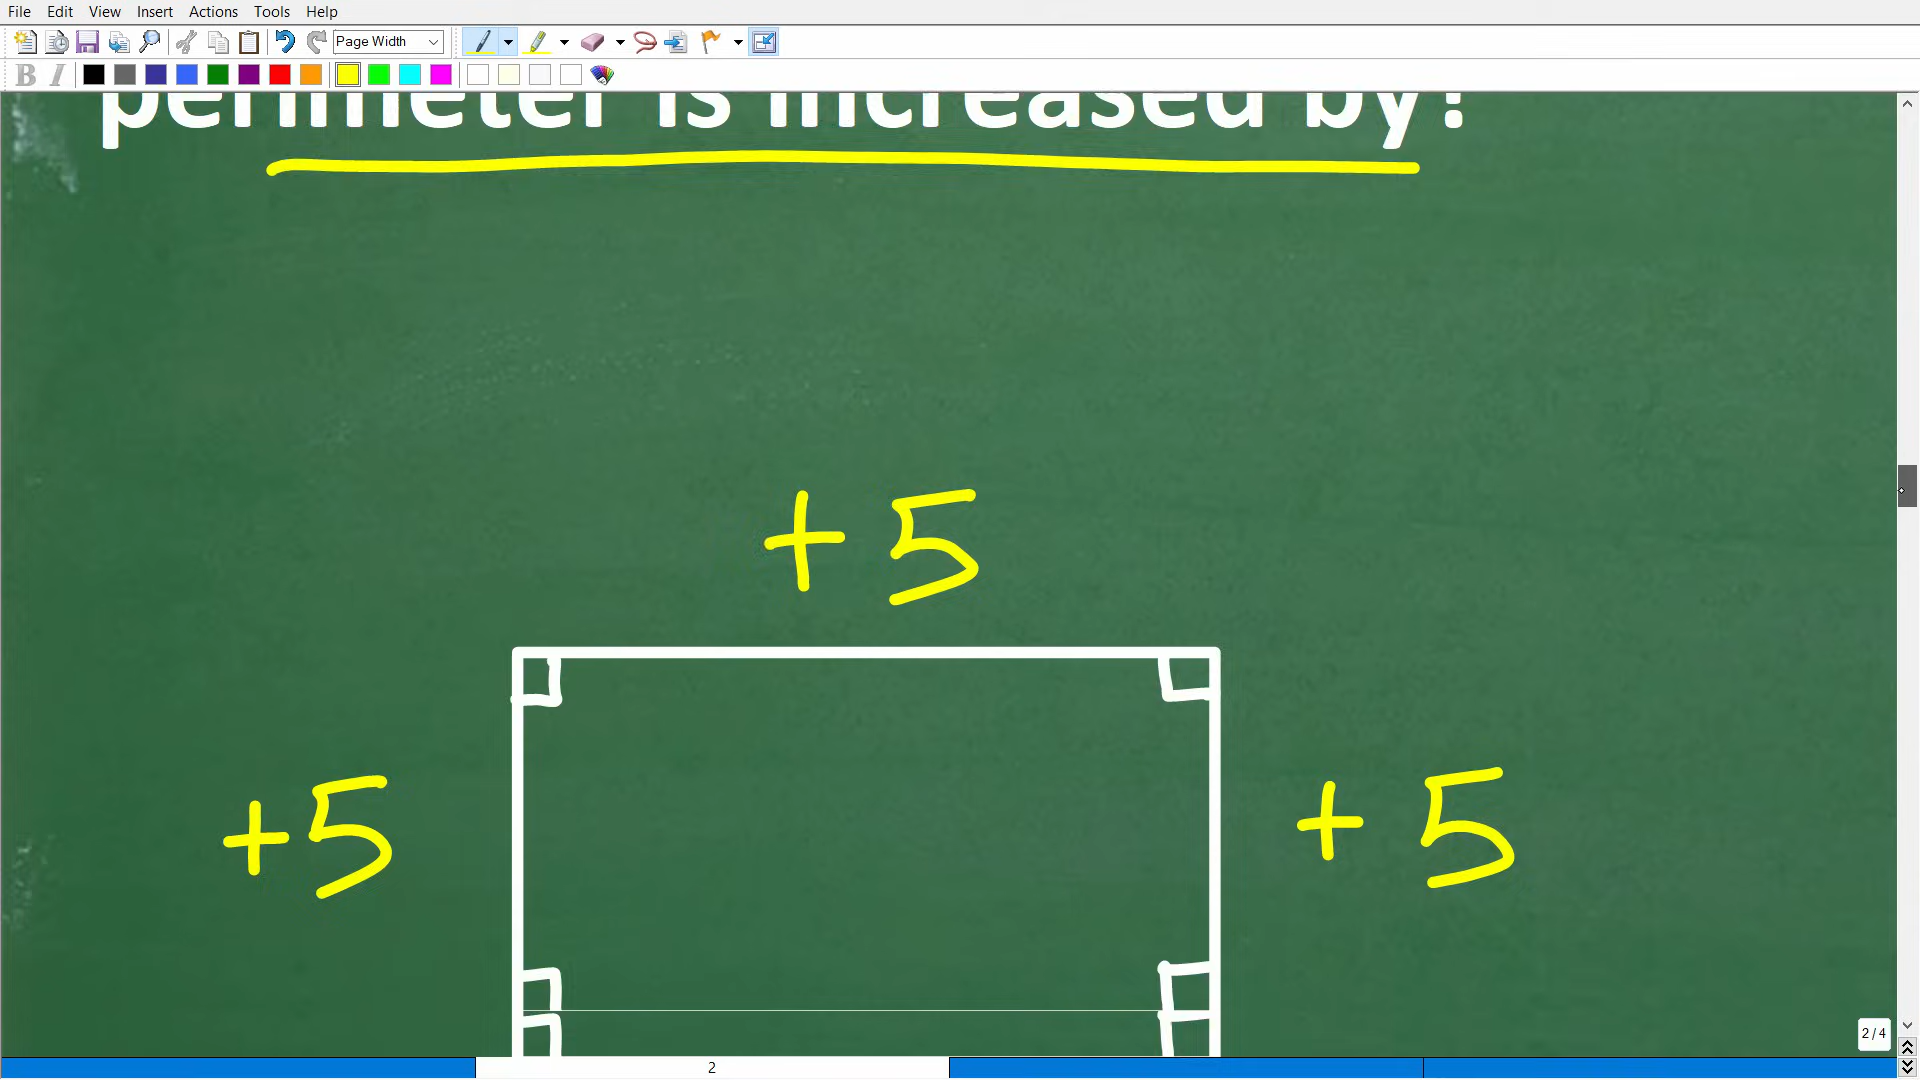 File Edit View Insert Actions Tools Help
Page Width
B I
perimeter is increased by?
+ 5
+5
+ 5
2 / 4
2